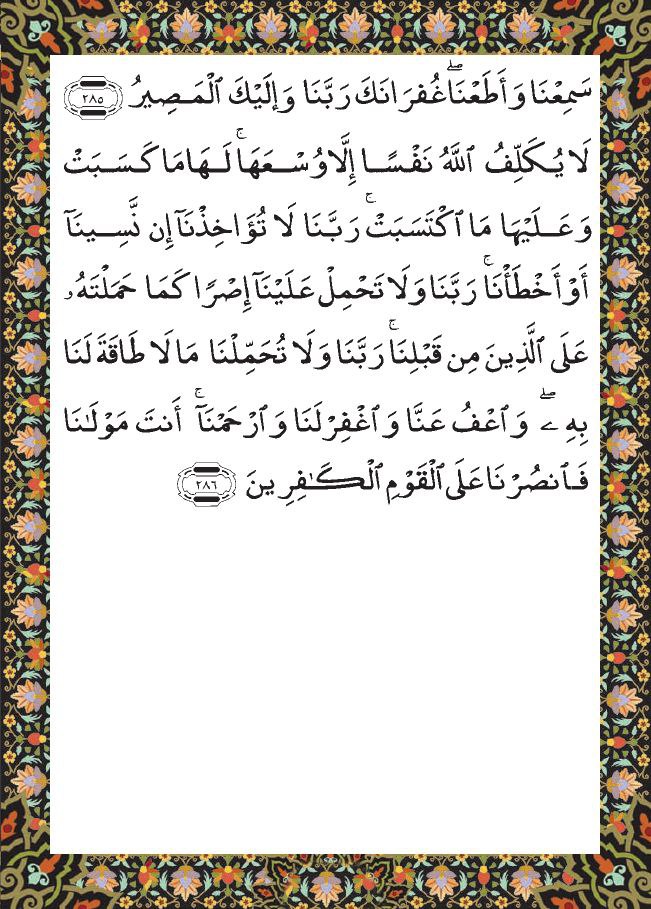 سَمِعْنَا وَأَطَعْنَا ۖ غُفْرَانَكَ رَبَّنَا وَإِلَيْكَ ٱلْمَصِيرُ ٢٨٥
لَا يُكَلِّفُ ٱللَّهُ نَفْسًا إِلَّا وُسْعَهَا ۚ لَهَا مَا كَسَبَتْ
وَعَلَيْهَا مَا ٱكْتَسَبَتْ ۚ رَبَّنَا لَا تُؤَاخِذْنَآ إِن نَّسِينَآ
أَوْ أَخْطَأْنَا ۚ رَبَّنَا وَلَا تَحْمِلْ عَلَيْنَآ إِصْرًا كَمَا حَمَلْتَهُۥ
عَلَى ٱلَّذِينَ مِن قَبْلِنَا ۚ رَبَّنَا وَلَا تُحَمِّلْنَا مَا لَا طَاقَةَ لَنَا
بِهِۦ ۖ وَٱعْفُ عَنَّا وَٱغْفِرْ لَنَا وَٱرْحَمْنَآ ۚ أَنتَ مَوْلَىٰنَا
فَٱنصُرْنَا عَلَى ٱلْقَوْمِ ٱلْكَـٰفِرِينَ ٢٨٦